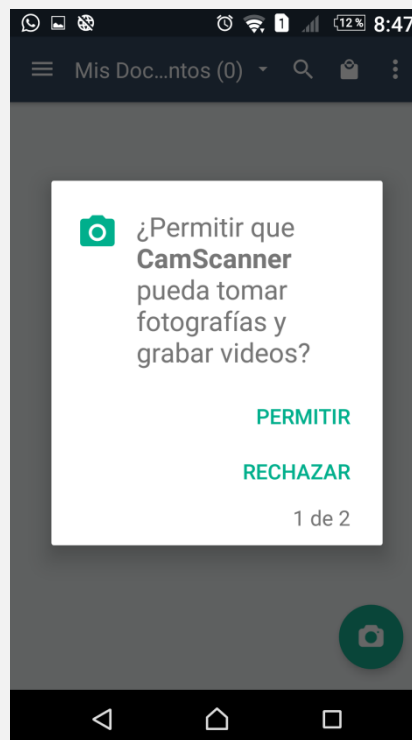 1 12% 8:47
Mis Doc...ntos (0)
¿Permitir que
CamScanner
pueda tomar
fotografías y
grabar videos?
PERMITIR
RECHAZAR
1 de 2